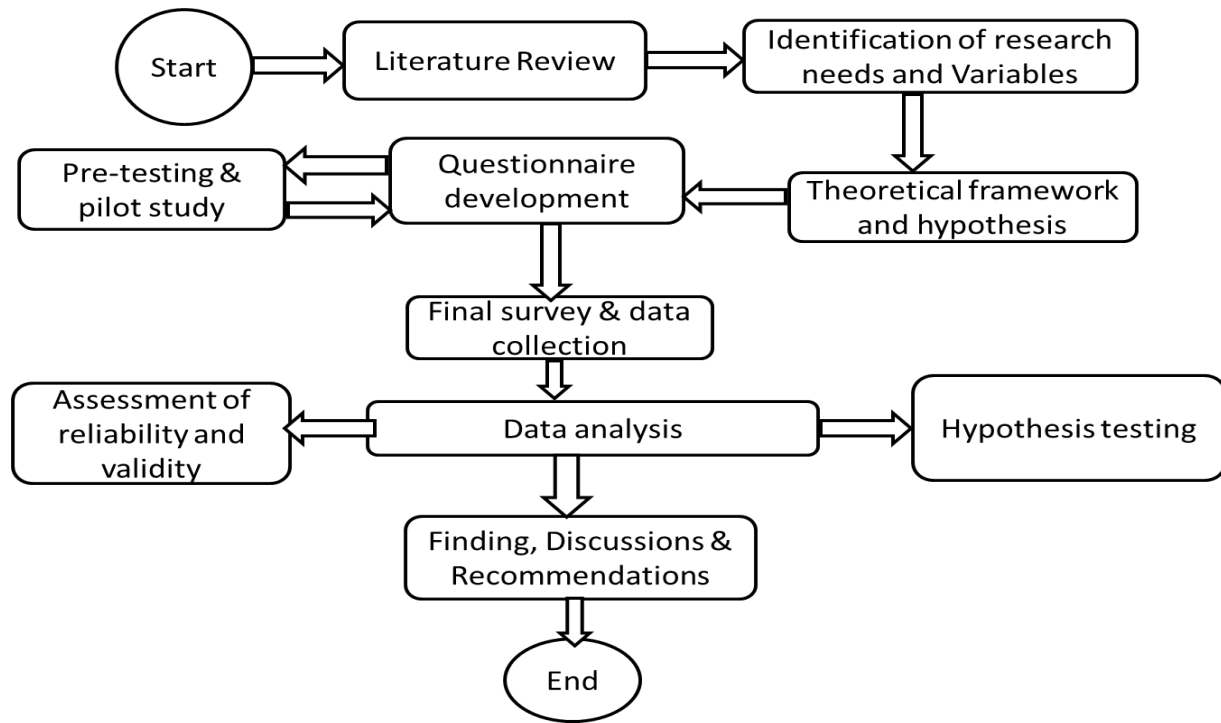 Start
Literature Review
Identification of research
needs and Variables
Pre-testing &
pilot study
Questionnaire
development
Theoretical framework
and hypothesis
Final survey & data
collection
Assessment of
reliability and
validity
Data analysis
Hypothesis testing
Finding, Discussions &
Recommendations
End